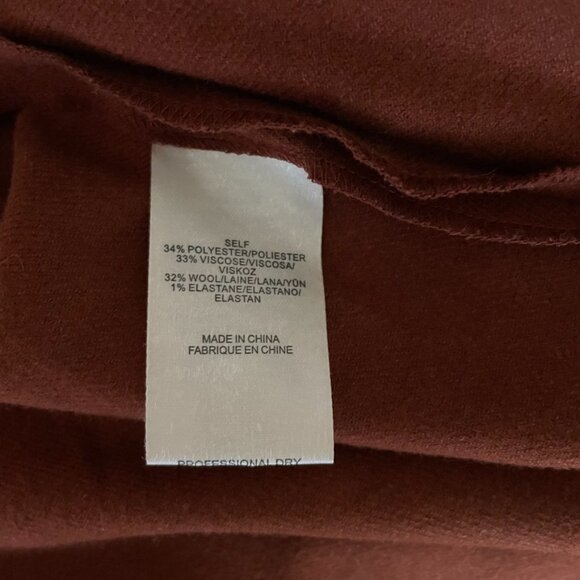 SELF
34% POLYESTER/POLIESTER
33% VISCOSE/VISCOSA/
VISKOZ
32% WOOL/LAINE/LANA/YÜN
1% ELASTANE/ELASTANO/
ELASTAN
MADE IN CHINA
FABRIQUE EN CHINE
PROFESSIONAL DRY